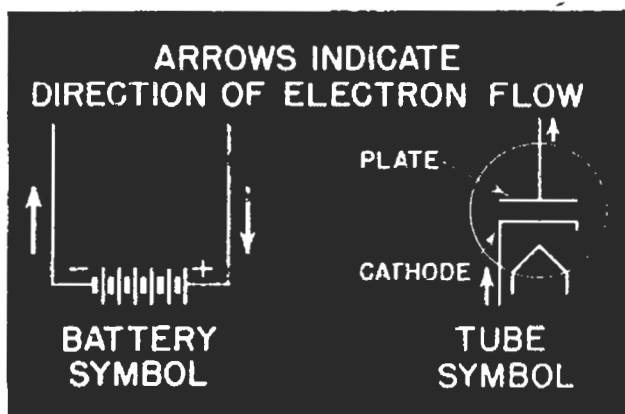 ARROWS INDICATE
DIRECTION OF ELECTRON FLOW
PLATE
- +
CATHODE
BATTERY
SYMBOL
TUBE
SYMBOL